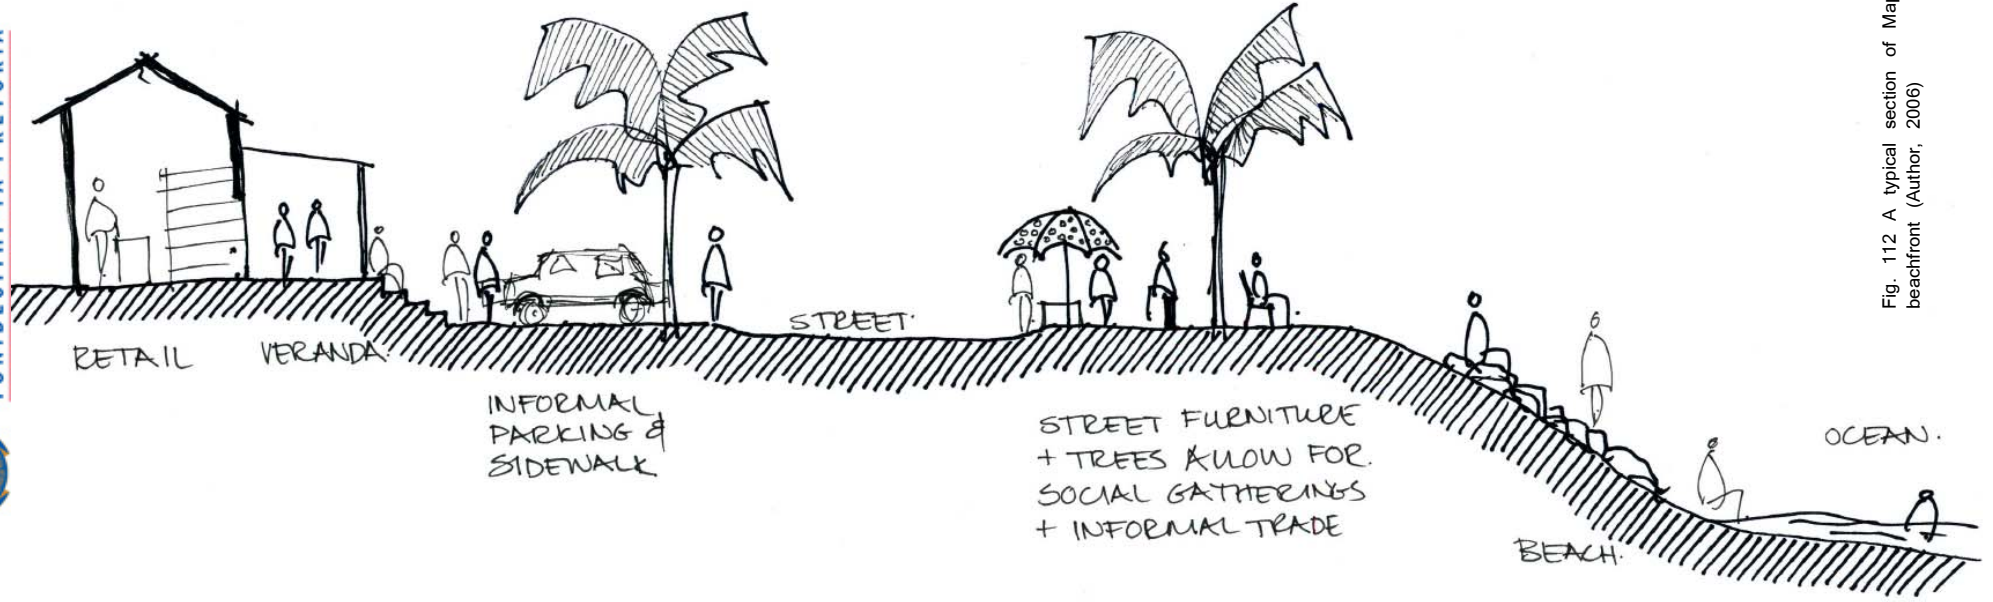 RETAIL
VERANDA.
INFORMAL
PARKING &
SIDEWALK
STREET.
STREET FURNITURE
+ TREES ALLOW FOR.
SOCIAL GATHERINGS
+ INFORMAL TRADE
BEACH.
OCEAN.
Fig. 112 A typical section of
beachfront (Author, 2006)